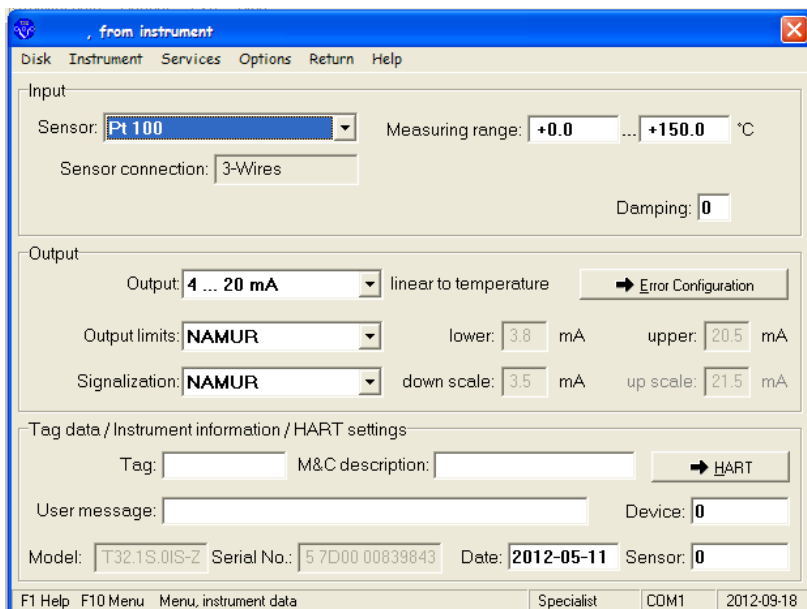 , from instrument
Disk Instrument Services Options Return Help
Input
Sensor: Pt 100 Measuring range: +0.0 ... +150.0 °C
Sensor connection: 3-Wires
Damping: 0
Output
Output: 4 ... 20 mA linear to temperature Error Configuration
Output limits: NAMUR lower: 3.8 mA upper: 20.5 mA
Signalization: NAMUR down scale: 3.5 mA up scale: 21.5 mA
Tag data / Instrument information / HART settings
Tag: M&C description: HART
User message: Device: 0
Model: T32.1S.0IS-Z Serial No.: 5 7D00 00839843 Date: 2012-05-11 Sensor: 0
F1 Help F10 Menu Menu, instrument data Specialist COM1 2012-09-18